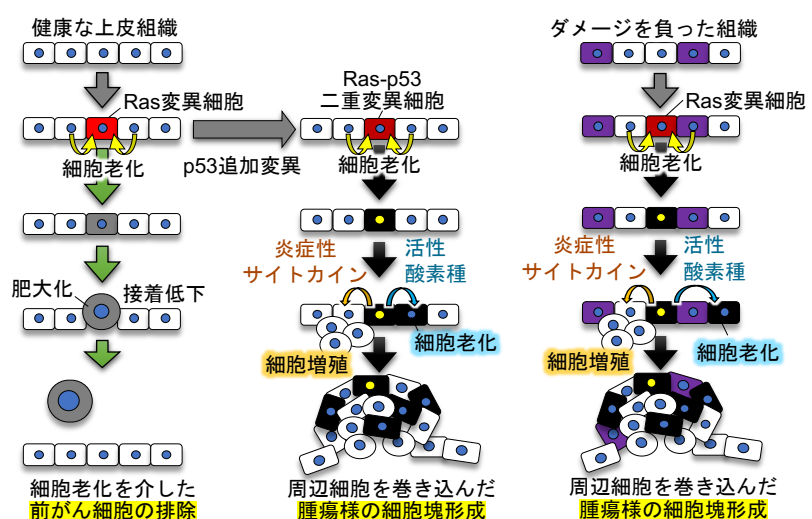 健康な上皮組織
Ras変異細胞
細胞老化
肥大化
接着低下
細胞老化を介した
前がん細胞の排除
p53追加変異
Ras-p53
二重変異細胞
細胞老化
炎症性
サイトカイン
活性
酸素種
細胞老化
細胞増殖
周辺細胞を巻き込んだ
腫瘍様の細胞塊形成
ダメージを負った組織
Ras変異細胞
細胞老化
炎症性
サイトカイン
活性
酸素種
細胞増殖
細胞老化
周辺細胞を巻き込んだ
腫瘍様の細胞塊形成